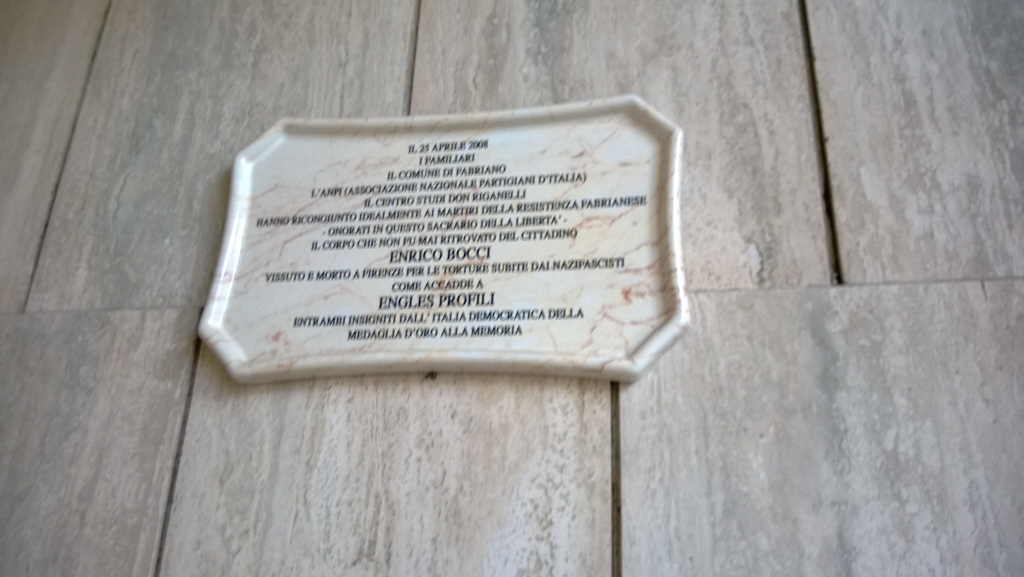 IL 25 APRILE 2008
I FAMILIARI
IL COMUNE DI FABRIANO
L'ANPI (ASSOCIAZIONE NAZIONALE PARTIGIANI D'ITALIA)
IL CENTRO STUDI DON RIGANELLI
HANNO RICONGIUNTO IDEALMENTE AI MARTIRI DELLA RESISTENZA FABRIANESE
- ONORATI IN QUESTO SACRARIO DELLA LIBERTA' -
IL CORPO CHE NON FU MAI RITROVATO DEL CITTADINO
ENRICO BOCCI
VISSUTO E MORTO A FIRENZE PER LE TORTURE SUBITE DAI NAZIFASCISTI
COME ACCADDE A
ENGLES PROFILI
ENTRAMBI INSIGNITI DALL' ITALIA DEMOCRATICA DELLA
MEDAGLIA D'ORO ALLA MEMORIA